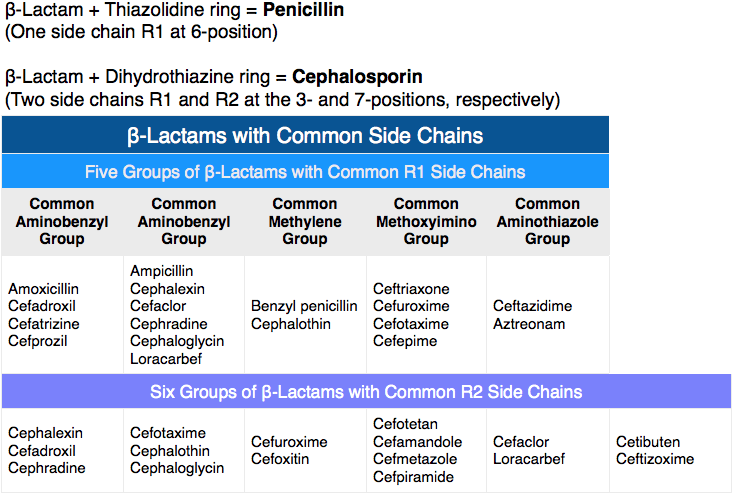 β-Lactam + Thiazolidine ring = Penicillin
(One side chain R1 at 6-position)
β-Lactam + Dihydrothiazine ring = Cephalosporin
(Two side chains R1 and R2 at the 3- and 7-positions, respectively)
β-Lactams with Common Side Chains
Five Groups of β-Lactams with Common R1 Side Chains
Common
Aminobenzyl
Group
Common
Aminobenzyl
Group
Common
Methylene
Group
Common
Methoxyimino
Group
Common
Aminothiazole
Group
Amoxicillin
Cefadroxil
Cefatrizine
Cefprozil
Ampicillin
Cephalexin
Cefaclor
Cephradine
Cephaloglycin
Loracarbef
Benzyl penicillin
Cephalothin
Ceftriaxone
Cefuroxime
Cefotaxime
Cefepime
Ceftazidime
Aztreonam
Six Groups of β-Lactams with Common R2 Side Chains
Cephalexin
Cefadroxil
Cephradine
Cefotaxime
Cephalothin
Cephaloglycin
Cefuroxime
Cefoxitin
Cefotetan
Cefamandole
Cefmetazole
Cefpiramide
Cefaclor
Loracarbef
Cetibuten
Ceftizoxime